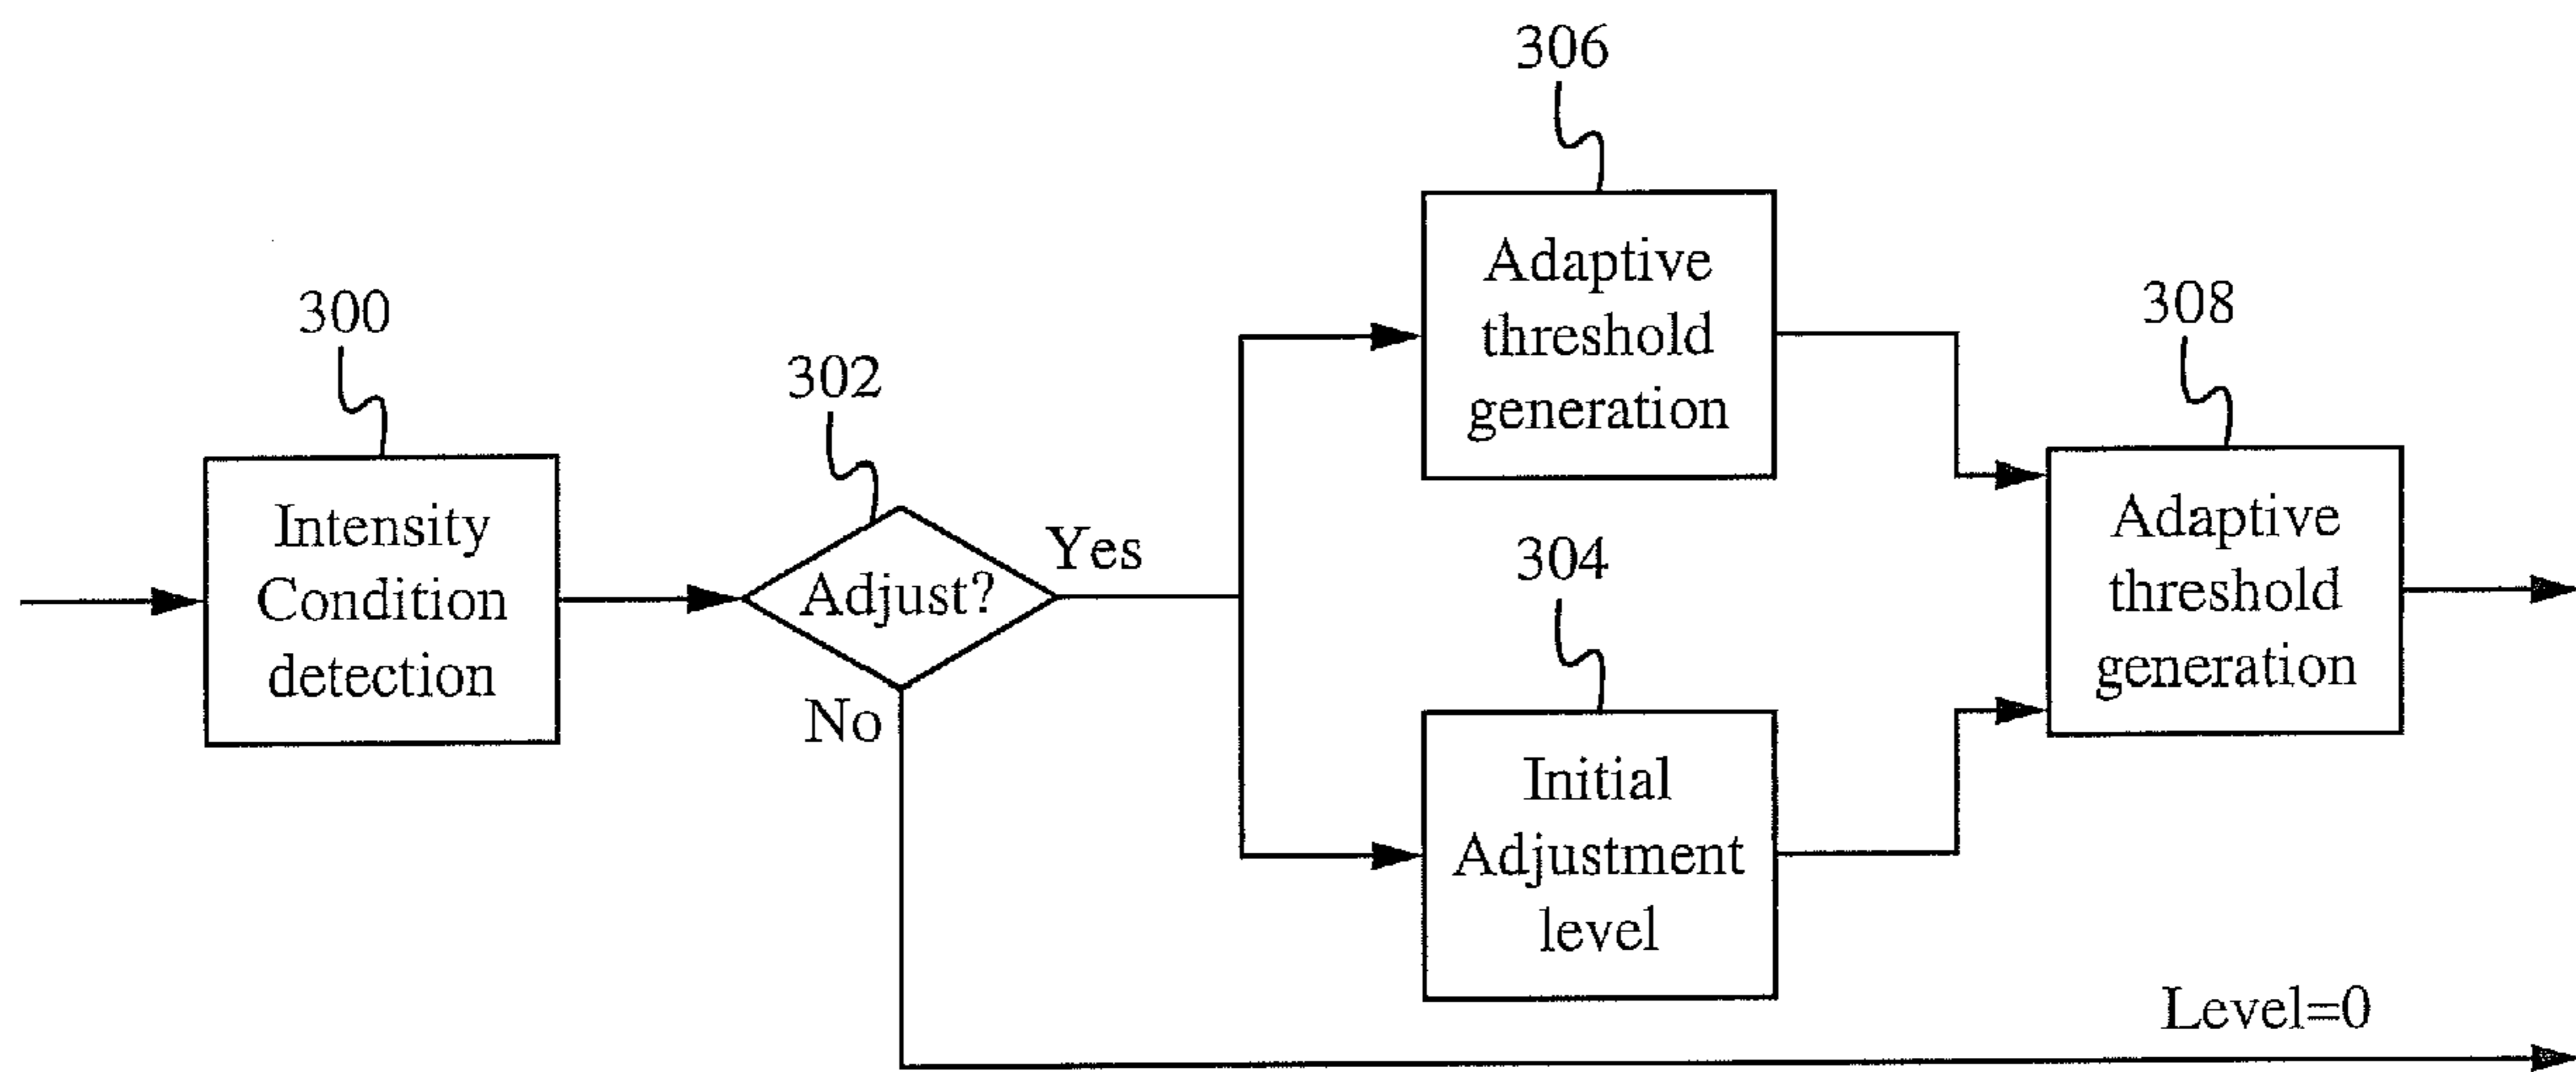 306
Adaptive
threshold
generation
300
Intensity
Condition
detection
302
Adjust?
Yes
No
304
Initial
Adjustment
level
308
Adaptive
threshold
generation
Level=0